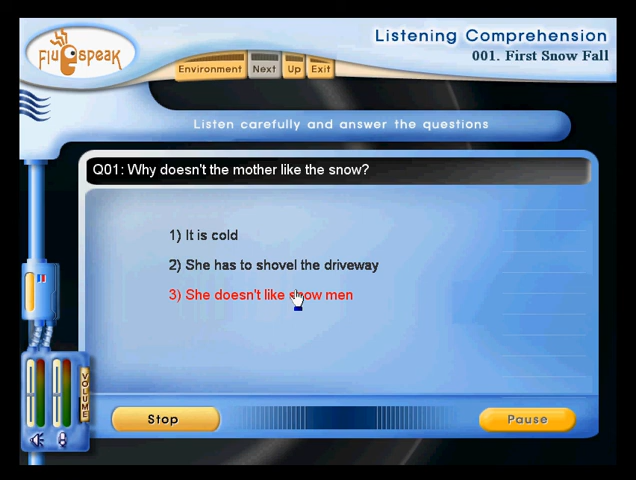 Listening Comprehension
001. First Snow Fall
Flu speak
Environment Next Up Exit
Listen carefully and answer the questions
Q01: Why doesn't the mother like the snow?
1) It is cold
2) She has to shovel the driveway
3) She doesn't like snow men
VOLUME
Stop
Pause